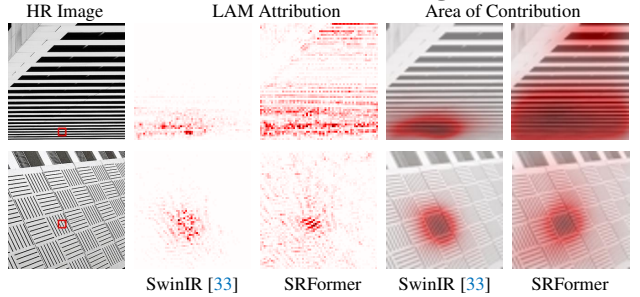 HR Image LAM Attribution Area of Contribution
SwinIR [33] SRFormer SwinIR [33] SRFormer